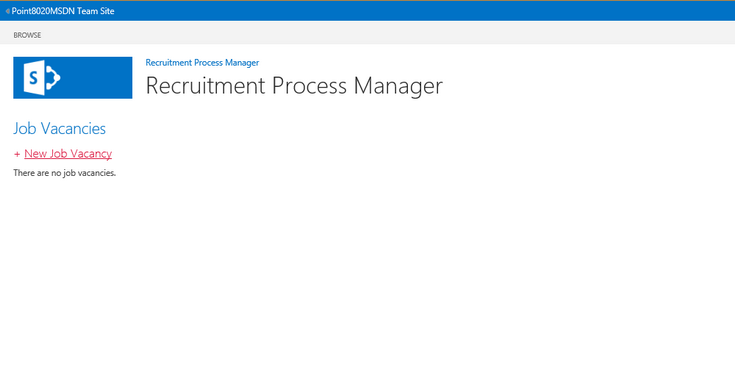 Point8020MSDN Team Site
BROWSE
Recruitment Process Manager
Recruitment Process Manager
S
Job Vacancies
+ New Job Vacancy
There are no job vacancies.